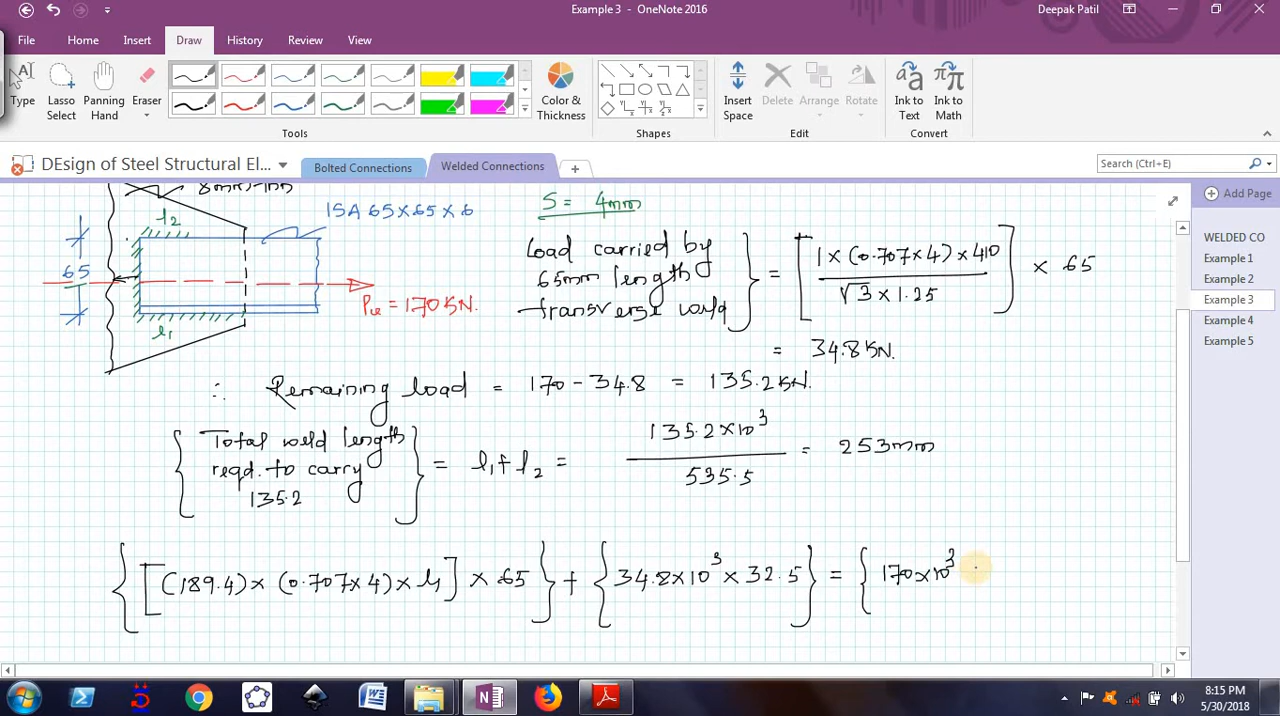 Example 3 - OneNote 2016
Deepak Patil
File Home Insert Draw History Review View
Type
Lasso Select
Panning Hand
Eraser
Color & Thickness
Insert Space
Delete
Arrange
Rotate
Ink to Text
Ink to Math
Tools
Shapes
Edit
Convert
DEsign of Steel Structural El...
Bolted Connections
Welded Connections
Search (Ctrl+E)
Add Page
WELDED CO
Example 1
Example 2
Example 3
Example 4
Example 5
l2
ISA 65×65×6
65
Pu = 170KN.
l1
S = 4mm
Load carried by
65mm length
transverse weld
= [1×(0.707×4)×410 / √3×1.25] × 65
= 34.8KN.
∴ Remaining load = 170-34.8 = 135.2KN.
Total weld length
reqd. to carry
135.2
= l1+l2 = 135.2×10³ / 535.5 = 253mm
{[(189.4)×(0.707×4)×l1] × 65} + {34.8×10³×32.5} = {170×10³
8:15 PM
5/30/2018